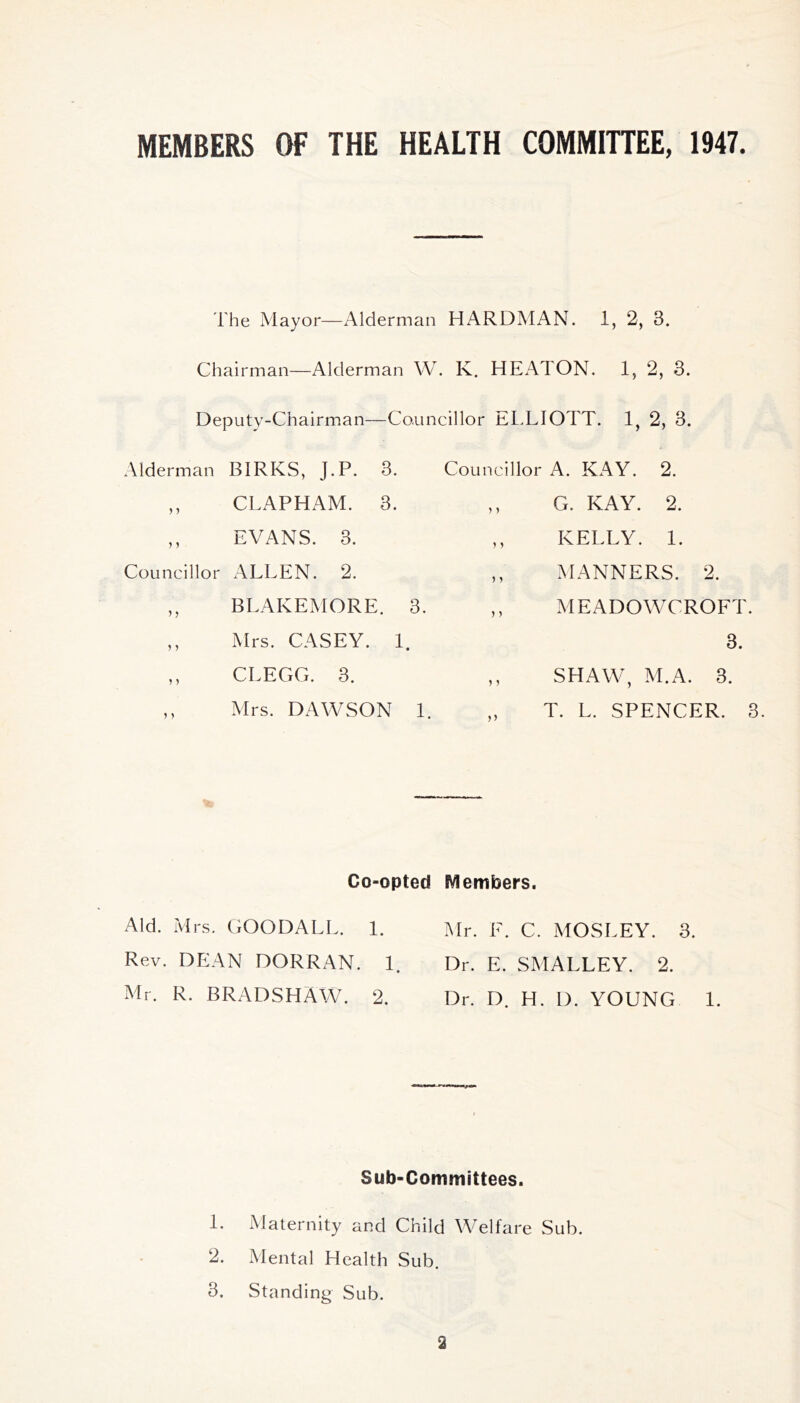 MEMBERS OF THE HEALTH COMMITTEE, 1947.
The Mayor—Alderman HARDMAN. 1, 2, 3.
Chairman—Alderman W. K. HEATON. 1, 2, 3.
Deputy-Chairman—Councillor ELLIOTT. 1, 2, 3.
Alderman BIRKS, J.P. 3.
,, CLAPHAM. 3.
,, EVANS. 3.
Councillor ALLEN. 2.
,, BLAKEMORE. 3.
,, Mrs. CASEY. 1.
,, CLEGG. 3.
,, Mrs. DAWSON 1.
Councillor A. KAY. 2.
,, G. KAY. 2.
,, KELLY. 1.
,, MANNERS. 2.
,, MEADOWCROFT.
3.
,, SHAW, M.A. 3.
,, T. L. SPENCER. 3.
Co-opted Members.
Ald. Mrs. GOODALL. 1.
Rev. DEAN DORRAN. 1.
Mr. R. BRADSHAW. 2.
Mr. F. C. MOSLEY. 3.
Dr. E. SMALLEY. 2.
Dr. D. H. D. YOUNG 1.
Sub-Committees.
1. Maternity and Child Welfare Sub.
2. Mental Health Sub.
3. Standing Sub.
2